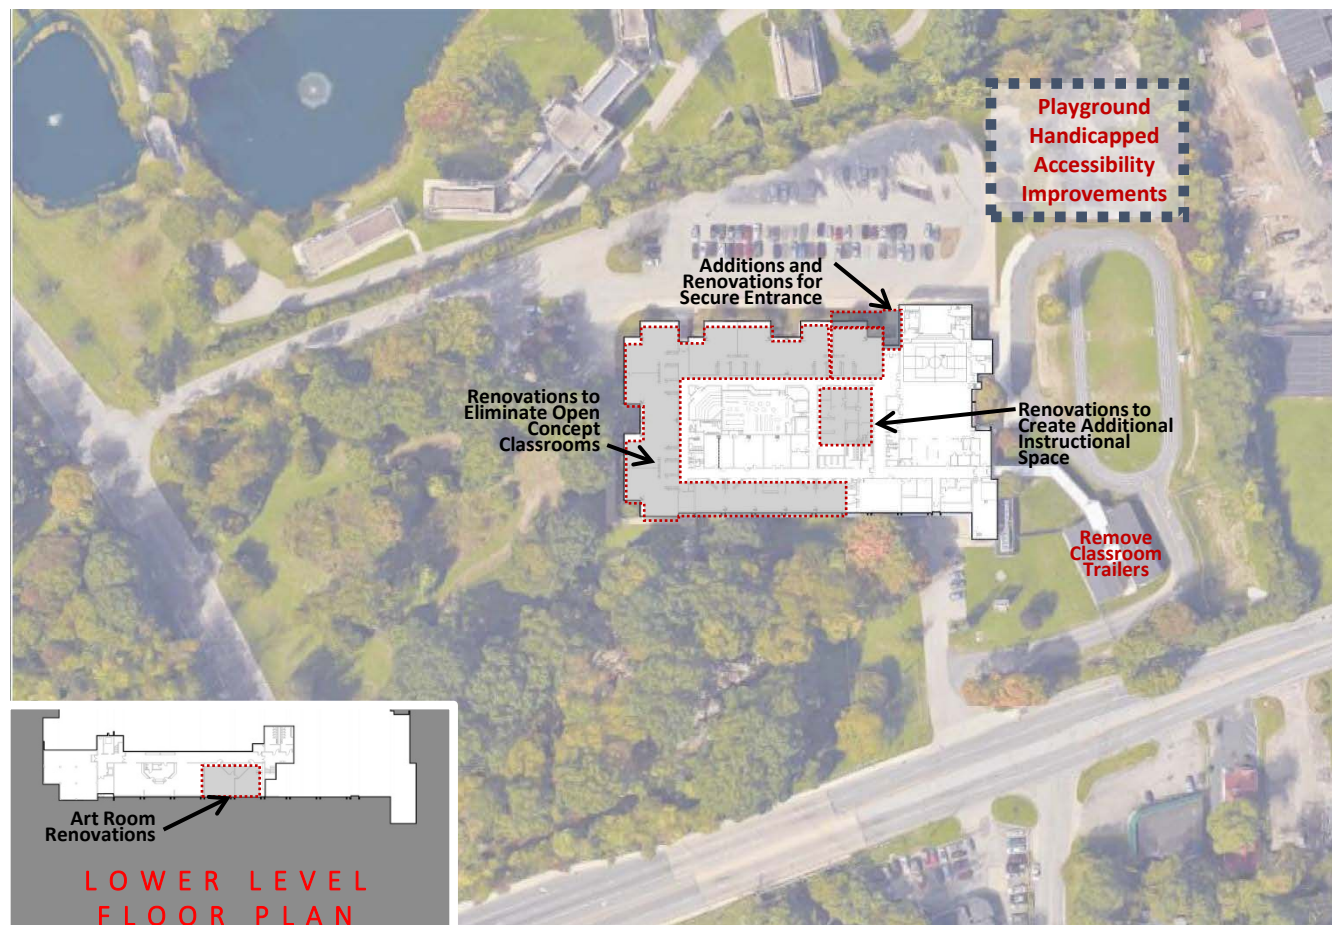 Playground
Handicapped
Accessibility
Improvements
Additions and
Renovations for
Secure Entrance
Renovations to
Eliminate Open
Concept
Classrooms
Renovations to
Create Additional
Instructional
Space
Remove
Classroom
Trailers
Art Room
Renovations
LOWER LEVEL
FLOOR PLAN